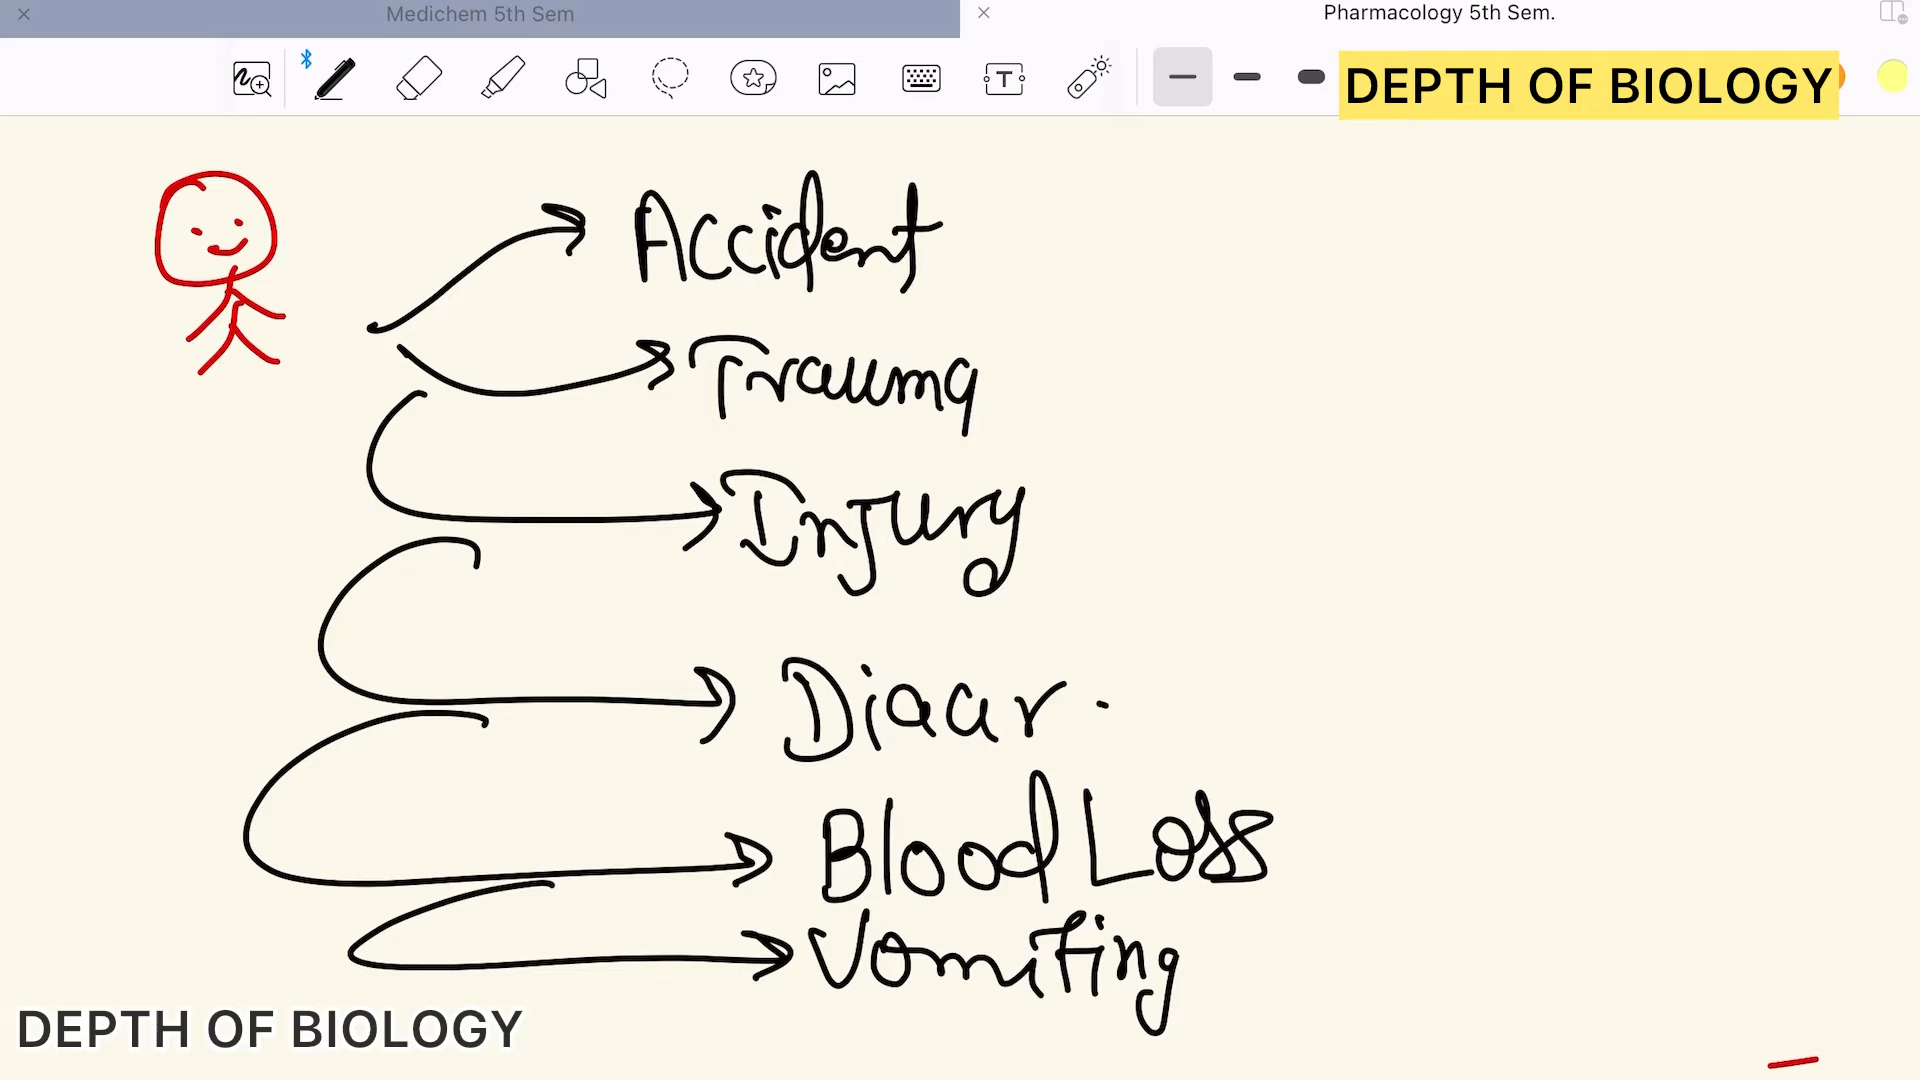 Medichem 5th Sem
Pharmacology 5th Sem.
DEPTH OF BIOLOGY
Accident
Trauma
Injury
Diaar.
Blood Loss
Vomiting
DEPTH OF BIOLOGY